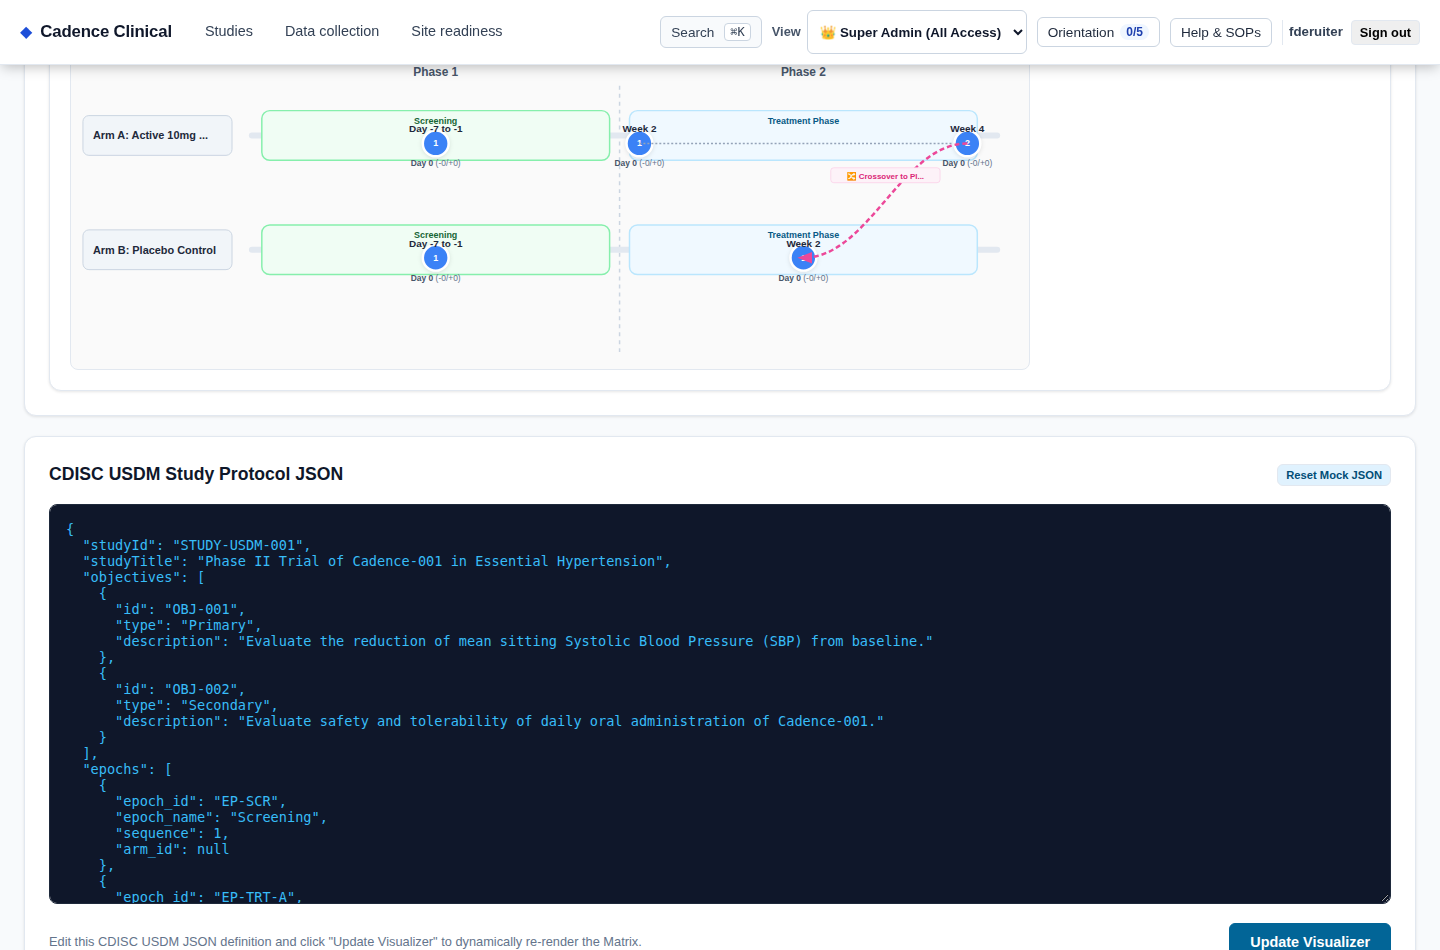 ◆ Cadence Clinical
Studies
Data collection
Site readiness
Search ⌘K
View
👑 Super Admin (All Access)
Orientation 0/5
Help & SOPs
fderuiter
Sign out
Phase 1
Phase 2
Arm A: Active 10mg ...
Screening
Day -7 to -1
1
Day 0 (-0/+0)
Week 2
1
Day 0 (-0/+0)
Treatment Phase
Week 4
2
Day 0 (-0/+0)
🔀 Crossover to Pl...
Arm B: Placebo Control
Screening
Day -7 to -1
1
Day 0 (-0/+0)
Treatment Phase
Week 2
Day 0 (-0/+0)
CDISC USDM Study Protocol JSON
Reset Mock JSON
{
  "studyId": "STUDY-USDM-001",
  "studyTitle": "Phase II Trial of Cadence-001 in Essential Hypertension",
  "objectives": [
    {
      "id": "OBJ-001",
      "type": "Primary",
      "description": "Evaluate the reduction of mean sitting Systolic Blood Pressure (SBP) from baseline."
    },
    {
      "id": "OBJ-002",
      "type": "Secondary",
      "description": "Evaluate safety and tolerability of daily oral administration of Cadence-001."
    }
  ],
  "epochs": [
    {
      "epoch_id": "EP-SCR",
      "epoch_name": "Screening",
      "sequence": 1,
      "arm_id": null
    },
    {
      "epoch_id": "EP-TRT-A",
Edit this CDISC USDM JSON definition and click "Update Visualizer" to dynamically re-render the Matrix.
Update Visualizer